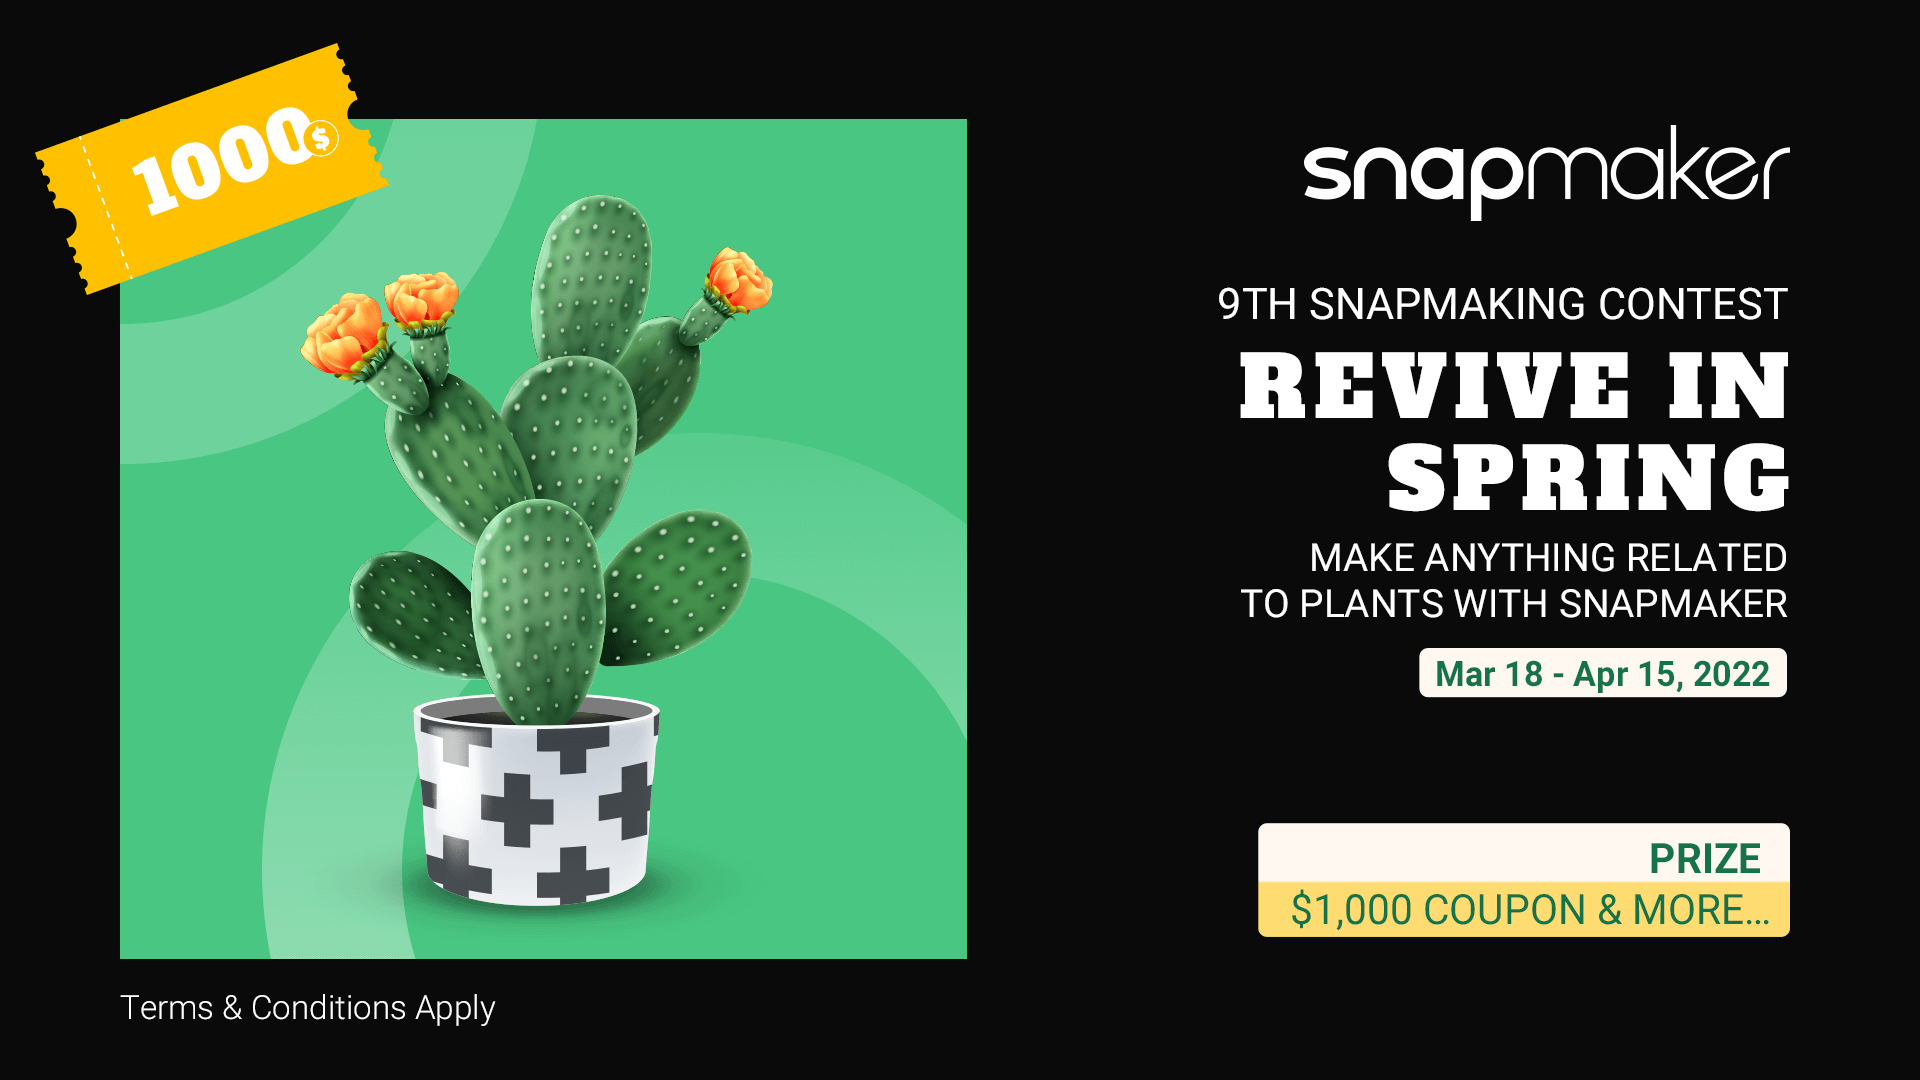 1000$
snapmaker
9TH SNAPMAKING CONTEST
REVIVE IN
SPRING
MAKE ANYTHING RELATED
TO PLANTS WITH SNAPMAKER
Mar 18 - Apr 15, 2022
PRIZE
$1,000 COUPON & MORE...
Terms & Conditions Apply